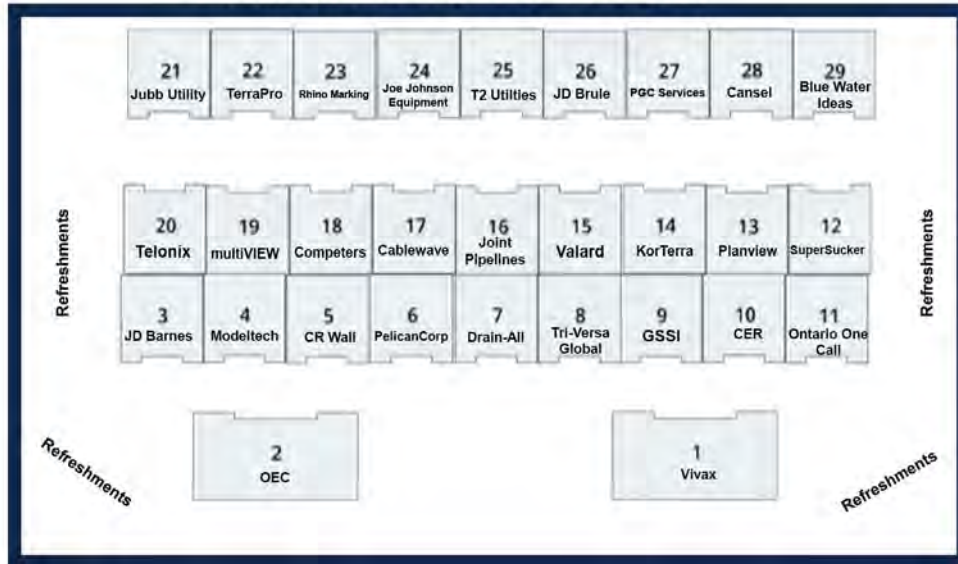 21
Jubb Utility
22
TerraPro
23
Rhino Marking
24
Joe Johnson
Equipment
25
T2 Utilties
26
JD Brule
27
PGC Services
28
Cansel
29
Blue Water
Ideas
Refreshments
20
Telonix
19
multiVIEW
18
Competers
17
Cablewave
16
Joint
PIpelines
15
Valard
14
KorTerra
13
Planview
12
SuperSucker
Refreshments
3
JD Barnes
4
Modeltech
5
CR Wall
6
PelicanCorp
7
Drain-All
8
Tri-Versa
Global
9
GSSI
10
CER
11
Ontario One
Call
Refreshments
2
OEC
1
Vivax
Refreshments